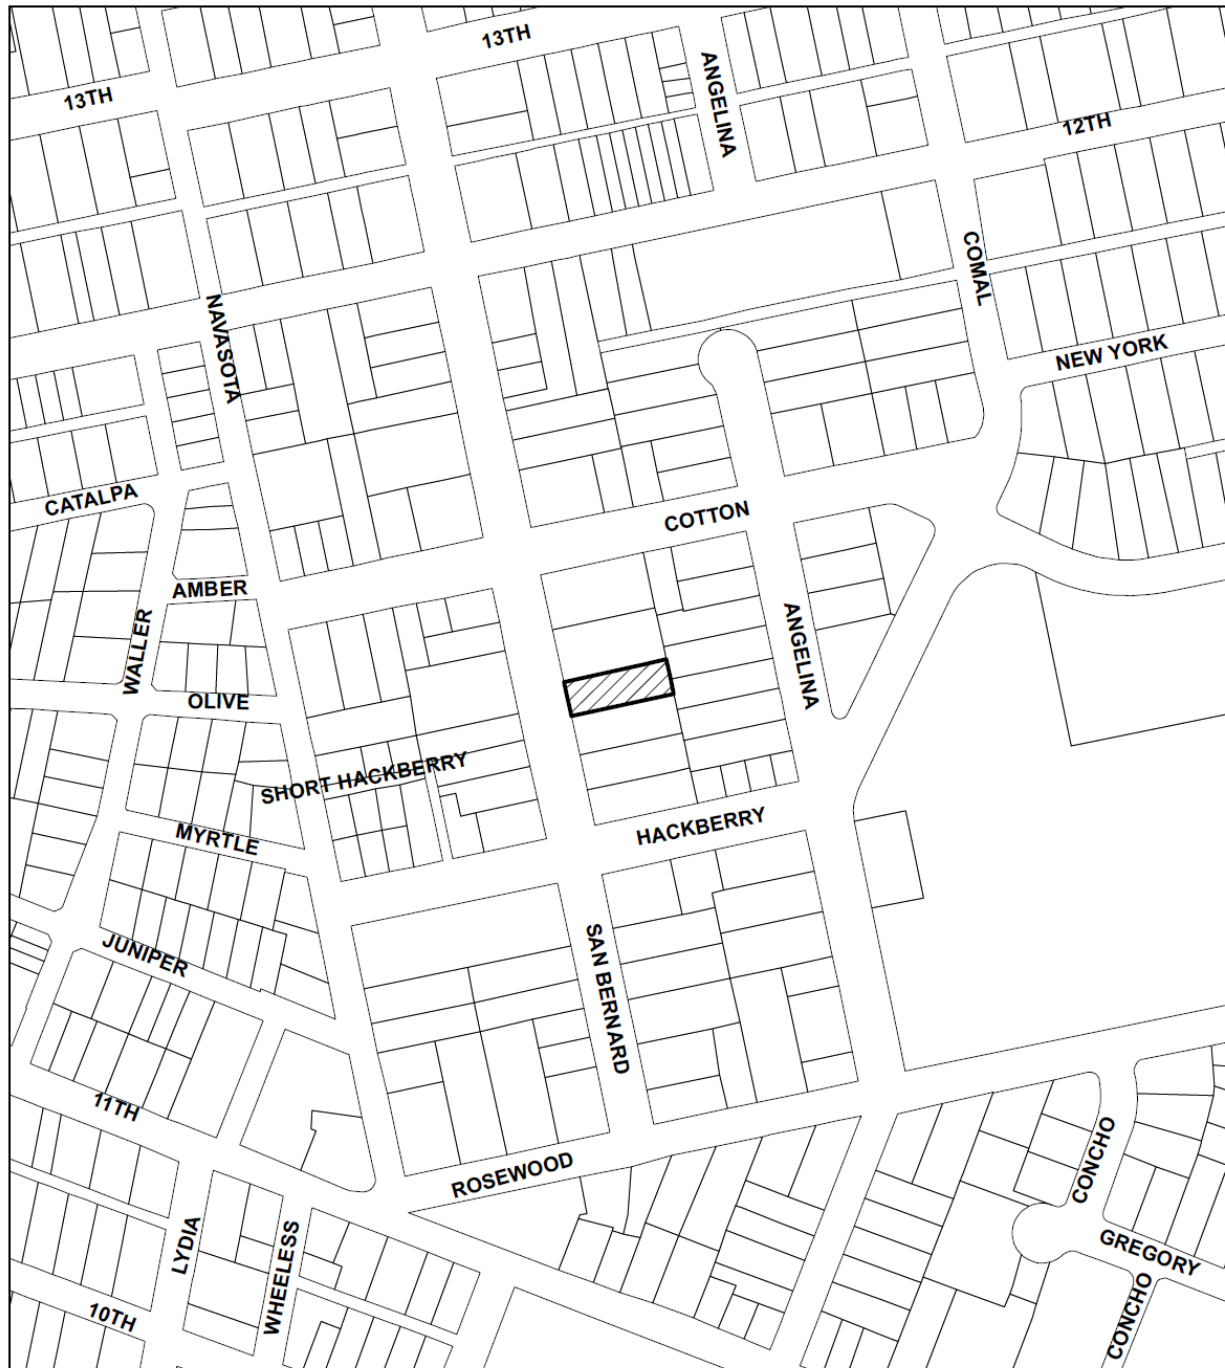 13TH
13TH
ANGELINA
12TH
COMAL
NAVASOTA
NEW YORK
CATALPA
COTTON
AMBER
WALLER
ANGELINA
OLIVE
SHORT HACKBERRY
HACKBERRY
MYRTLE
JUNIPER
SAN BERNARD
11TH
ROSEWOOD
CONCHO
LYDIA
WHEELESS
GREGORY
CONCHO
10TH